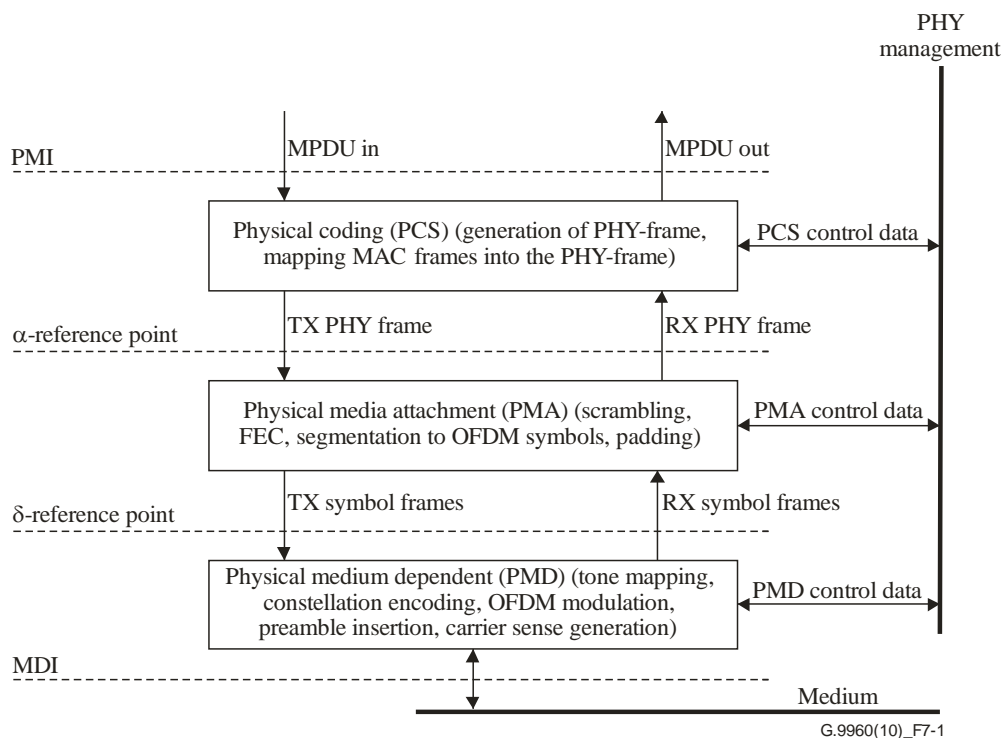 PHY
management
MPDU in
MPDU out
PMI
Physical coding (PCS) (generation of PHY-frame,
mapping MAC frames into the PHY-frame)
PCS control data
TX PHY frame
RX PHY frame
α-reference point
Physical media attachment (PMA) (scrambling,
FEC, segmentation to OFDM symbols, padding)
PMA control data
TX symbol frames
RX symbol frames
δ-reference point
Physical medium dependent (PMD) (tone mapping,
constellation encoding, OFDM modulation,
preamble insertion, carrier sense generation)
PMD control data
MDI
Medium
G.9960(10)_F7-1